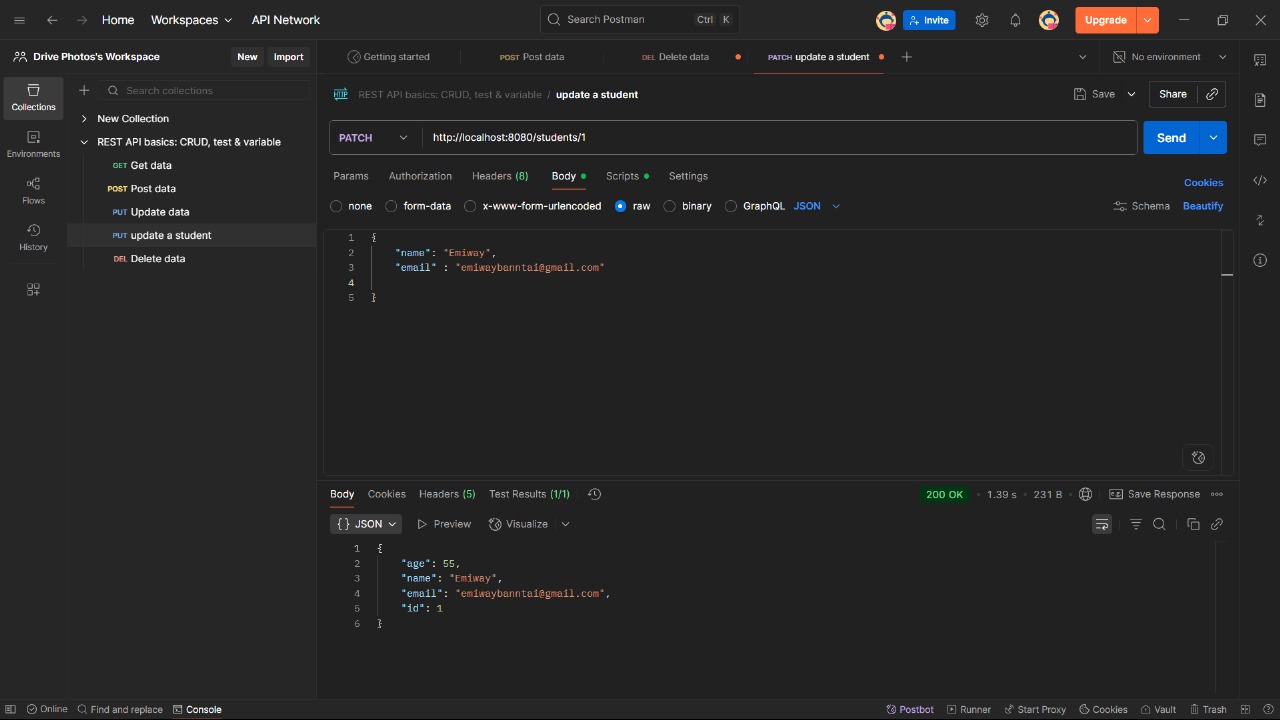 Home Workspaces API Network Search Postman Ctrl K Invite Upgrade
Drive Photos's Workspace New Import Getting started POST Post data DEL Delete data PATCH update a student No environment
Collections
Environments
Flows
History
Search collections
New Collection
REST API basics: CRUD, test & variable
GET Get data
POST Post data
PUT Update data
PUT update a student
DEL Delete data
HTTP REST API basics: CRUD, test & variable / update a student Save Share
PATCH http://localhost:8080/students/1 Send
Params Authorization Headers (8) Body Scripts Settings Cookies
none form-data x-www-form-urlencoded raw binary GraphQL JSON Schema Beautify
1 {
2 "name": "Emiway",
3 "email" : "emiwaybanntai@gmail.com"
4
5 }
Body Cookies Headers (5) Test Results (1/1) 200 OK • 1.39 s • 231 B Save Response
{} JSON Preview Visualize
1 {
2 "age": 55,
3 "name": "Emiway",
4 "email": "emiwaybanntai@gmail.com",
5 "id": 1
6 }
Online Find and replace Console Postbot Runner Start Proxy Cookies Vault Trash